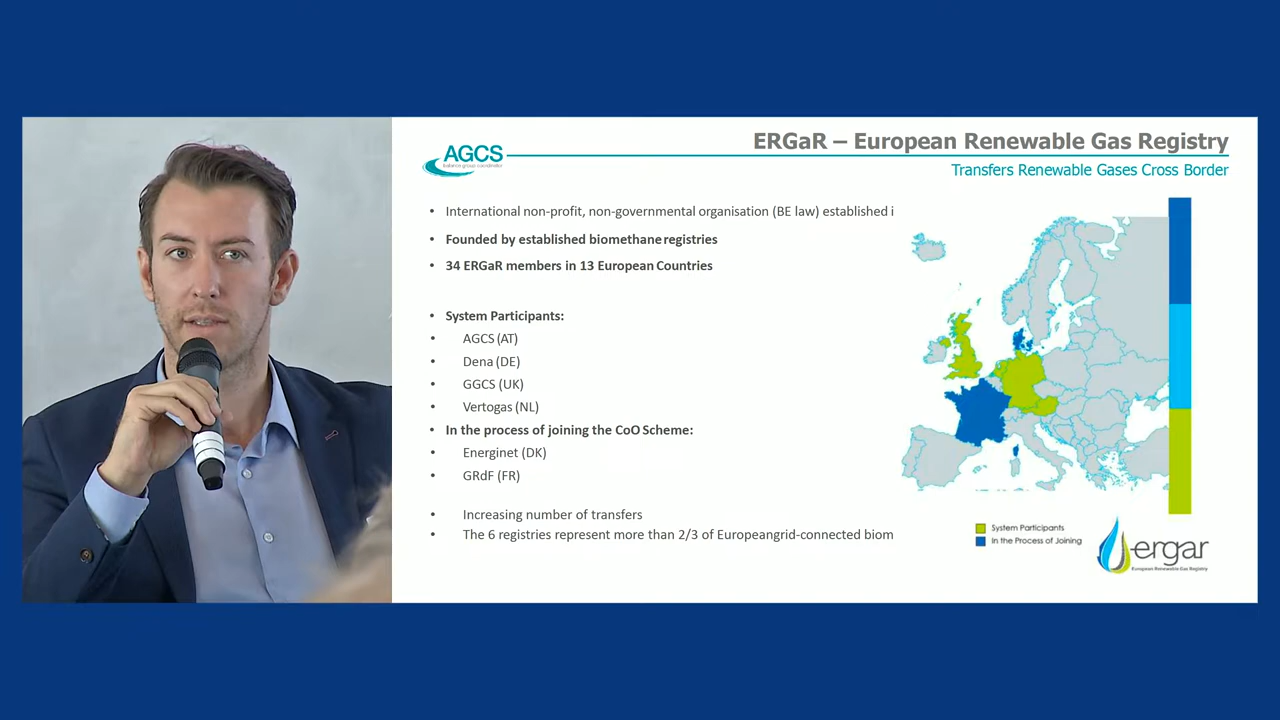 ERGaR – European Renewable Gas Registry
AGCS
balance group coordinator
Transfers Renewable Gases Cross Border
• International non-profit, non-governmental organisation (BE law) established i
• Founded by established biomethane registries
• 34 ERGaR members in 13 European Countries
• System Participants:
• AGCS (AT)
• Dena (DE)
• GGCS (UK)
• Vertogas (NL)
• In the process of joining the CoO Scheme:
• Energinet (DK)
• GRdF (FR)
• Increasing number of transfers
• The 6 registries represent more than 2/3 of Europeangrid-connected biom
System Participants
In the Process of Joining
ergar
European Renewable Gas Registry